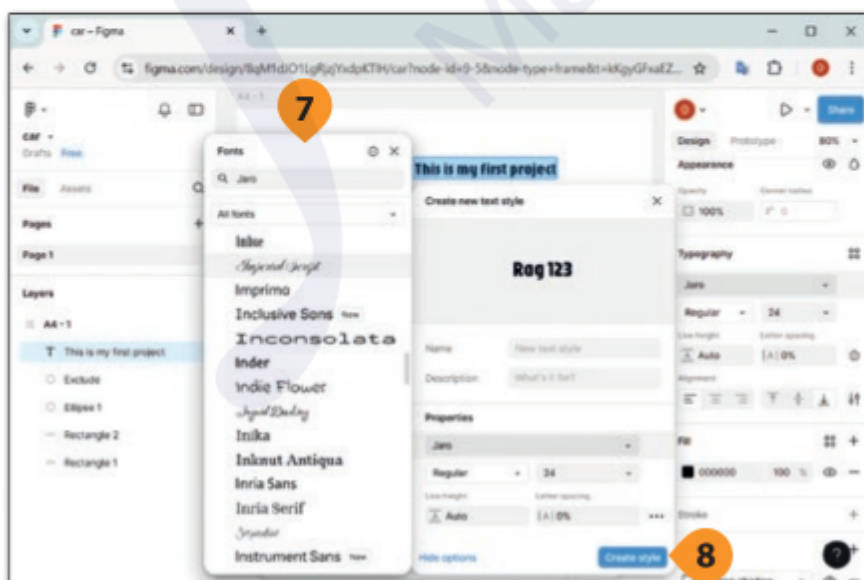 car – Figma
figma.com/design/
A4 - 1
7
car
Drafts Free
File Assets
Pages
Page 1
Layers
A4 - 1
This is my first project
Exclude
Ellipse 1
Rectangle 2
Rectangle 1
Fonts
Jaro
All fonts
Imprima
Inclusive Sans New
Inconsolata
Inder
Indie Flower
Inika
Inknut Antiqua
Inria Sans
Inria Serif
Instrument Sans New
This is my first project
Create new text style
Rag 123
Name New text style
Description What's it for?
Properties
Jaro
Regular 24
Line height Letter spacing
Auto |A| 0%
Hide options Create style
8
Share
Design Prototype 80%
Appearance
Opacity Corner radius
100% 0
Typography
Jaro
Regular 24
Line height Letter spacing
Auto |A| 0%
Alignment
Fill
000000 100 %
Stroke
?